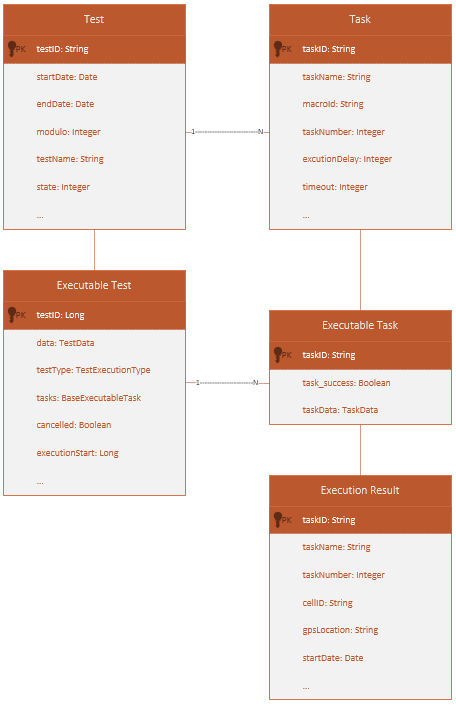 Test
PK testID: String
startDate: Date
endDate: Date
modulo: Integer
testName: String
state: Integer
...
1
N
Task
PK taskID: String
taskName: String
macroId: String
taskNumber: Integer
excutionDelay: Integer
timeout: Integer
...
Executable Test
PK testID: Long
data: TestData
testType: TestExecutionType
tasks: BaseExecutableTask
cancelled: Boolean
executionStart: Long
...
1
N
Executable Task
PK taskID: String
task_success: Boolean
taskData: TaskData
Execution Result
PK taskID: String
taskName: String
taskNumber: Integer
cellID: String
gpsLocation: String
startDate: Date
...